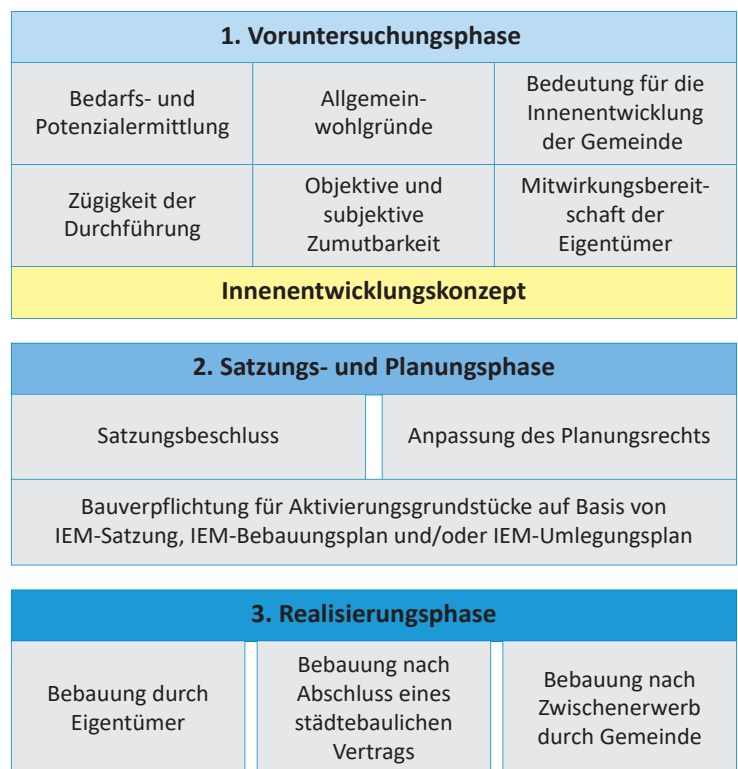 1. Voruntersuchungsphase
Bedarfs- und
Potenzialermittlung
Allgemein-
wohlgründe
Bedeutung für die
Innenentwicklung
der Gemeinde
Zügigkeit der
Durchführung
Objektive und
subjektive
Zumutbarkeit
Mitwirkungsbereit-
schaft der
Eigentümer
Innenentwicklungskonzept
2. Satzungs- und Planungsphase
Satzungsbeschluss
Anpassung des Planungsrechts
Bauverpflichtung für Aktivierungsgrundstücke auf Basis von
IEM-Satzung, IEM-Bebauungsplan und/oder IEM-Umlegungsplan
3. Realisierungsphase
Bebauung durch
Eigentümer
Bebauung nach
Abschluss eines
städtebaulichen
Vertrags
Bebauung nach
Zwischenerwerb
durch Gemeinde